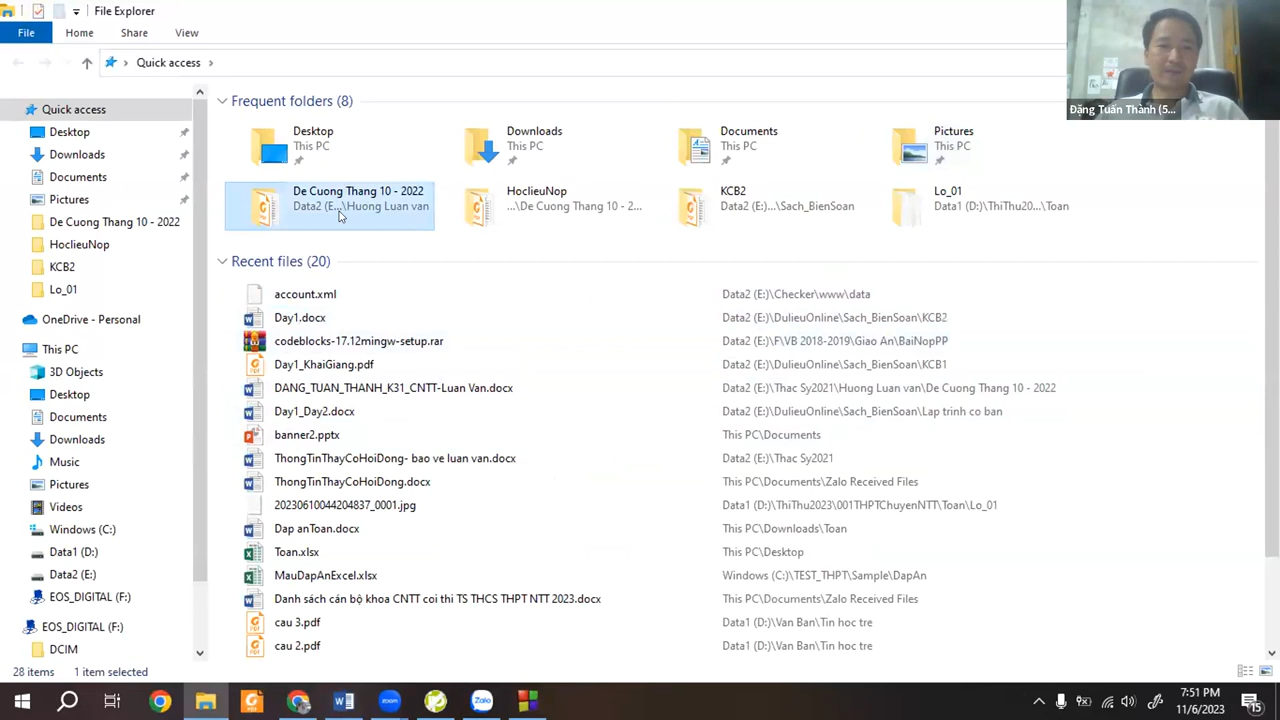 File Explorer
File Home Share View
Quick access
Đặng Tuấn Thành (5...
Quick access
Desktop
Downloads
Documents
Pictures
De Cuong Thang 10 - 2022
HoclieuNop
KCB2
Lo_01
OneDrive - Personal
This PC
3D Objects
Desktop
Documents
Downloads
Music
Pictures
Videos
Windows (C:)
Data1 (D:)
Data2 (E:)
EOS_DIGITAL (F:)
EOS_DIGITAL (F:)
DCIM
Frequent folders (8)
Desktop
This PC
Downloads
This PC
Documents
This PC
Pictures
This PC
De Cuong Thang 10 - 2022
Data2 (E...\Huong Luan van
HoclieuNop
...\De Cuong Thang 10 - 2...
KCB2
Data2 (E:)...\Sach_BienSoan
Lo_01
Data1 (D:)\ThiThu20...\Toan
Recent files (20)
account.xml Data2 (E:)\Checker\www\data
Day1.docx Data2 (E:)\DulieuOnline\Sach_BienSoan\KCB2
codeblocks-17.12mingw-setup.rar Data2 (E:)\F\VB 2018-2019\Giao An\BaiNopPP
Day1_KhaiGiang.pdf Data2 (E:)\DulieuOnline\Sach_BienSoan\KCB1
DANG_TUAN_THANH_K31_CNTT-Luan Van.docx Data2 (E:)\Thac Sy2021\Huong Luan van\De Cuong Thang 10 - 2022
Day1_Day2.docx Data2 (E:)\DulieuOnline\Sach_BienSoan\Lap trinh co ban
banner2.pptx This PC\Documents
ThongTinThayCoHoiDong- bao ve luan van.docx Data2 (E:)\Thac Sy2021
ThongTinThayCoHoiDong.docx This PC\Documents\Zalo Received Files
20230610044204837_0001.jpg Data1 (D:)\ThiThu2023\001THPTChuyenNTT\Toan\Lo_01
Dap anToan.docx This PC\Downloads\Toan
Toan.xlsx This PC\Desktop
MauDapAnExcel.xlsx Windows (C:)\TEST_THPT\Sample\DapAn
Danh sách cán bộ khoa CNTT coi thi TS THCS THPT NTT 2023.docx This PC\Documents\Zalo Received Files
cau 3.pdf Data1 (D:)\Van Ban\Tin hoc tre
cau 2.pdf Data1 (D:)\Van Ban\Tin hoc tre
28 items 1 item selected
zoom
Zalo
7:51 PM
11/6/2023
15